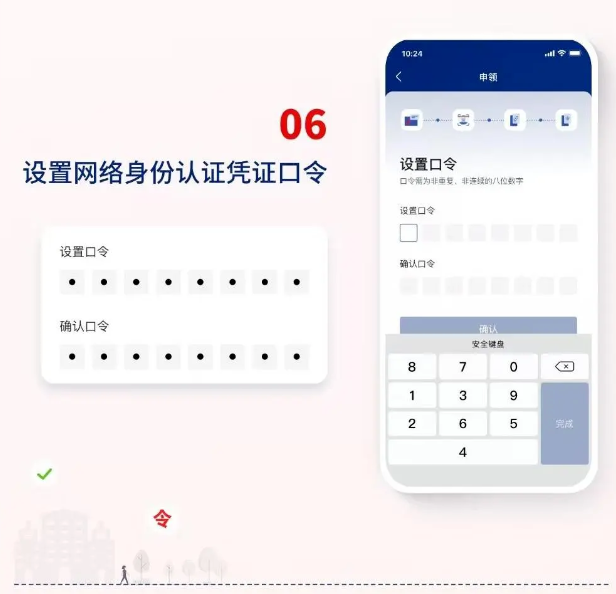 06
设置网络身份认证凭证口令
设置口令
确认口令
令
10:24
申领
设置口令
口令需为非重复、非连续的八位数字
设置口令
确认口令
确认
安全键盘
8 7 0
1 3 9
2 6 5
完成
4